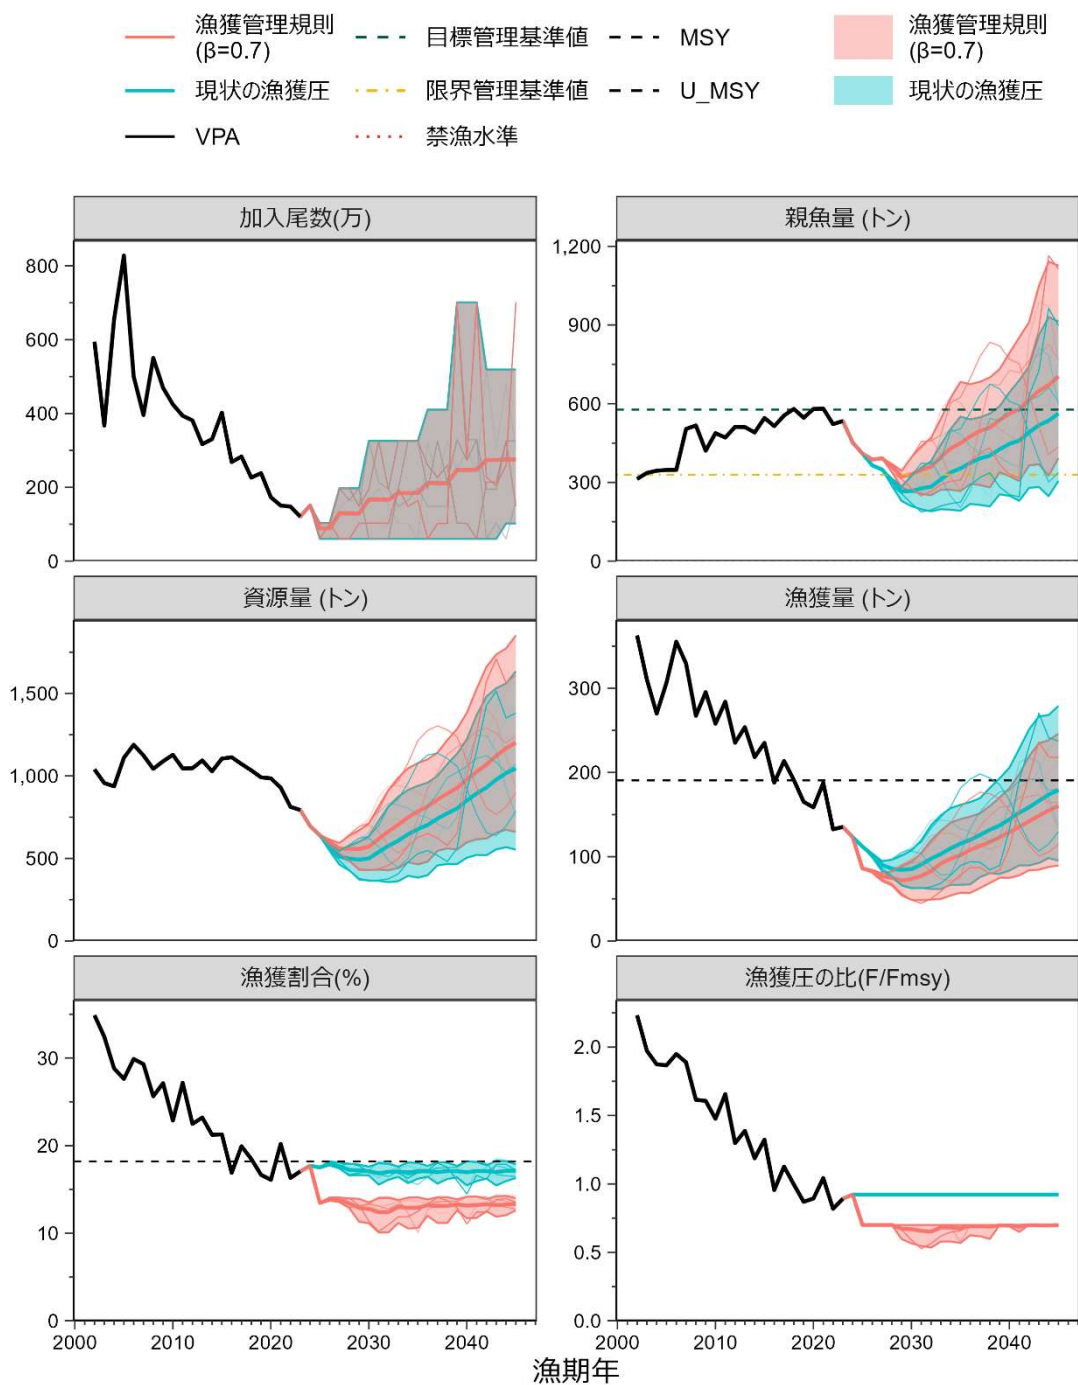 漁獲管理規則
(β=0.7)
目標管理基準値
MSY
漁獲管理規則
(β=0.7)
現状の漁獲圧
限界管理基準値
U_MSY
現状の漁獲圧
VPA
禁漁水準
加入尾数(万)
800
600
400
200
0
親魚量 (トン)
1,200
900
600
300
0
資源量 (トン)
1,500
1,000
500
0
漁獲量 (トン)
300
200
100
0
漁獲割合(%)
30
20
10
0
2000
2010
2020
2030
2040
漁獲圧の比(F/Fmsy)
2.0
1.5
1.0
0.5
0.0
2000
2010
2020
2030
2040
漁期年